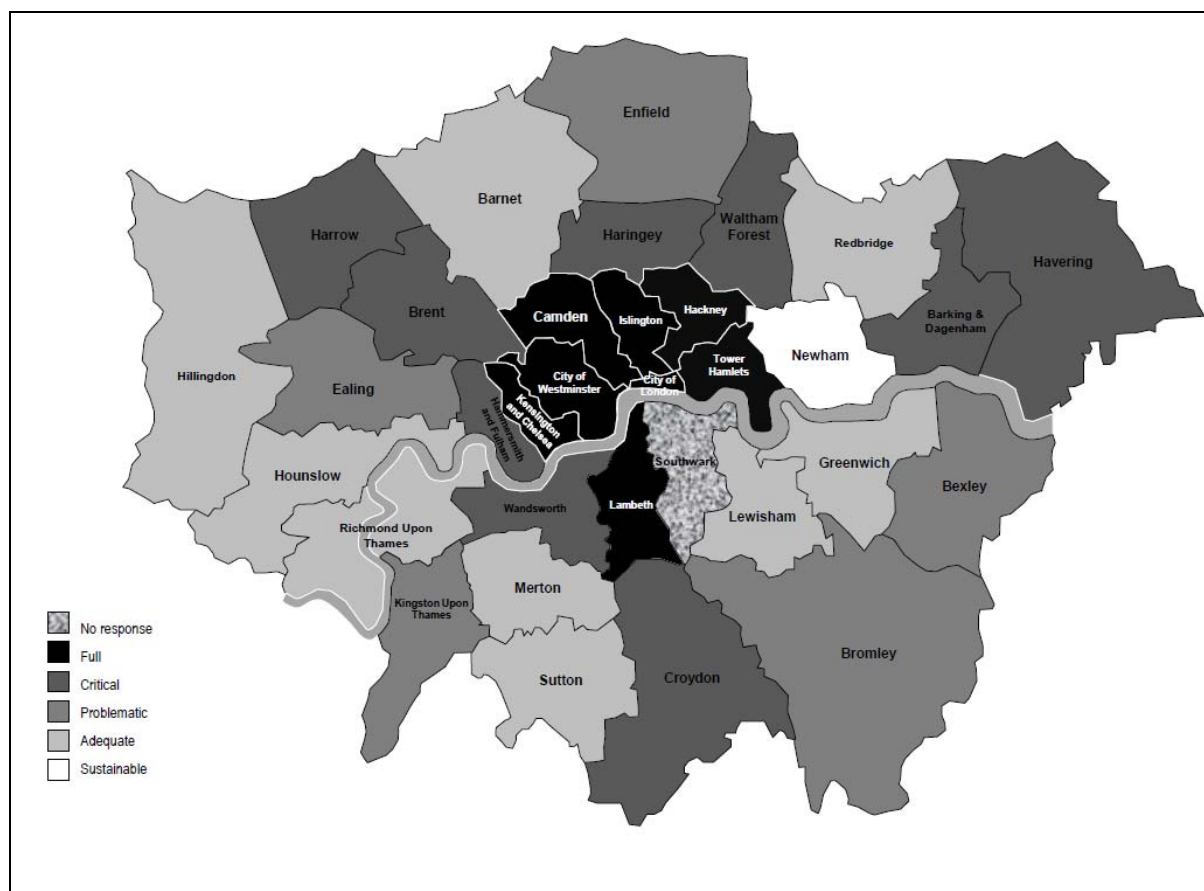 Enfield
Barnet
Harrow
Haringey
Waltham
Forest
Redbridge
Havering
Brent
Camden
Islington
Hackney
Barking &
Dagenham
Hillingdon
Ealing
City of
Westminster
City of
London
Tower
Hamlets
Newham
Kensington
and Chelsea
Hammersmith
and Fulham
Hounslow
Southwark
Greenwich
Bexley
Richmond Upon
Thames
Wandsworth
Lambeth
Lewisham
Merton
Kingston Upon
Thames
Sutton
Croydon
Bromley
No response
Full
Critical
Problematic
Adequate
Sustainable